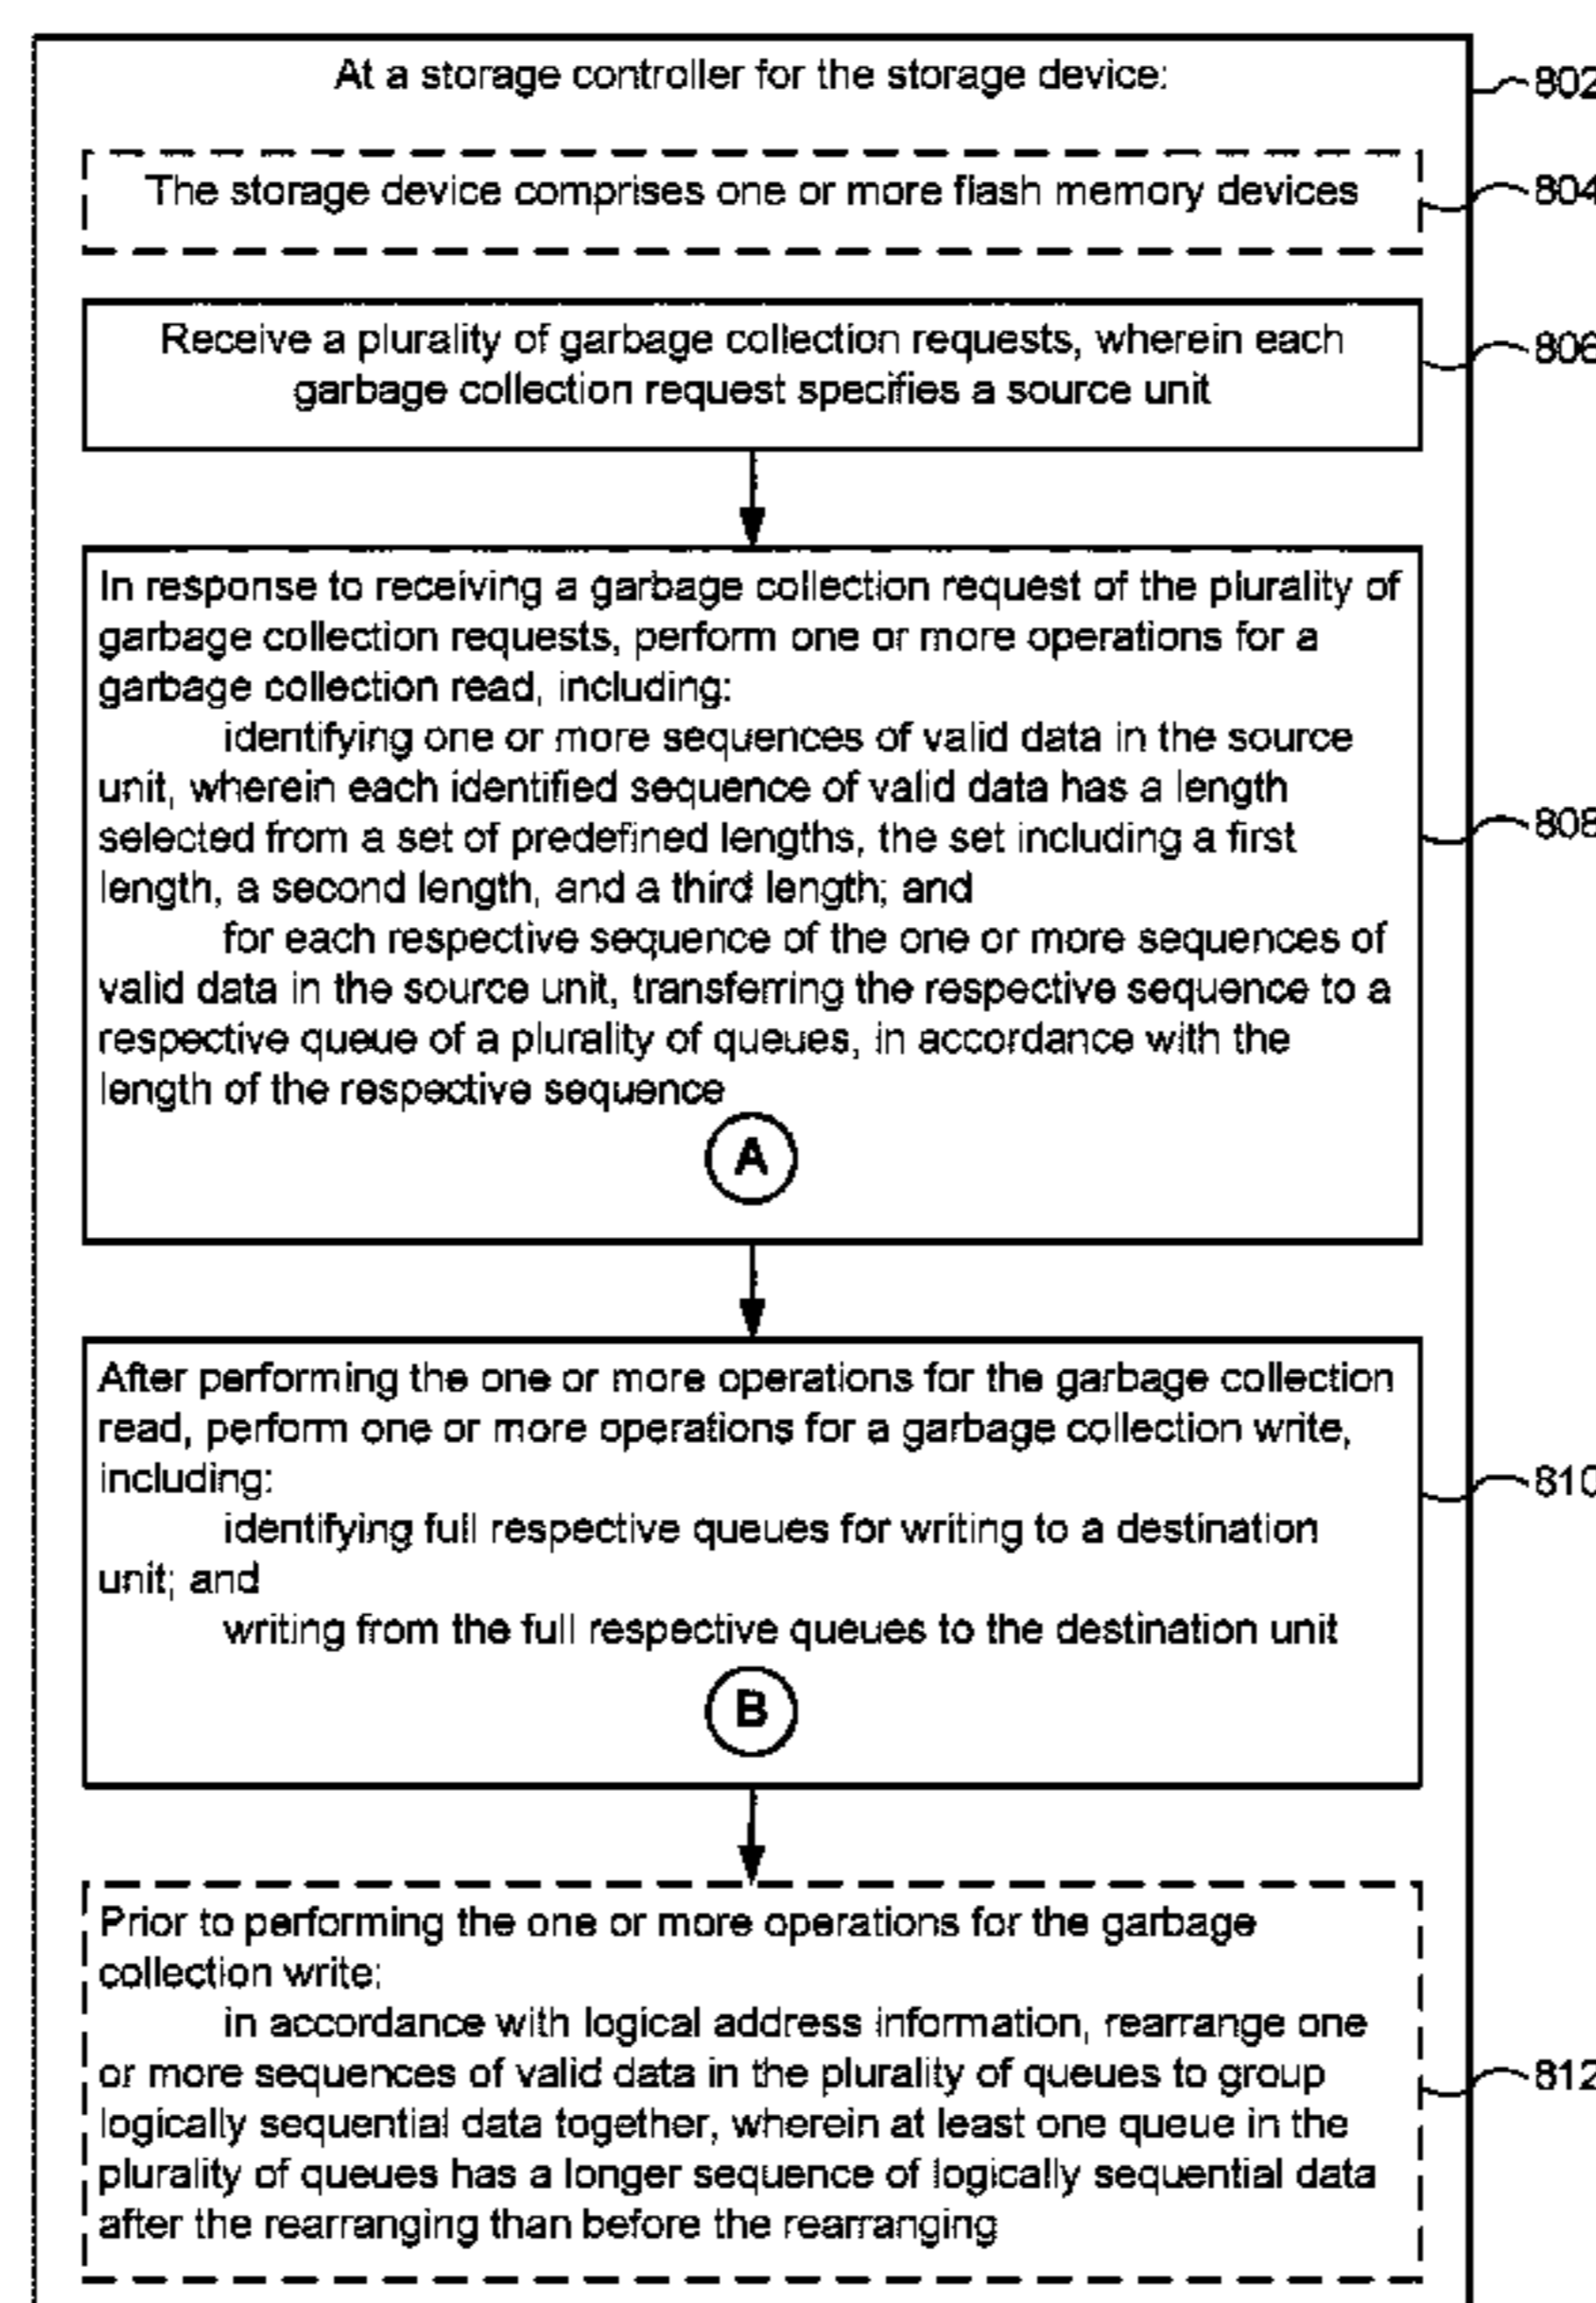 At a storage controller for the storage device:
802
The storage device comprises one or more flash memory devices
804
Receive a plurality of garbage collection requests, wherein each
garbage collection request specifies a source unit
806
In response to receiving a garbage collection request of the plurality of
garbage collection requests, perform one or more operations for a
garbage collection read, including:
identifying one or more sequences of valid data in the source
unit, wherein each identified sequence of valid data has a length
selected from a set of predefined lengths, the set including a first
length, a second length, and a third length; and
for each respective sequence of the one or more sequences of
valid data in the source unit, transferring the respective sequence to a
respective queue of a plurality of queues, in accordance with the
length of the respective sequence
808
A
After performing the one or more operations for the garbage collection
read, perform one or more operations for a garbage collection write,
including:
identifying full respective queues for writing to a destination
unit; and
writing from the full respective queues to the destination unit
810
B
Prior to performing the one or more operations for the garbage
collection write:
in accordance with logical address information, rearrange one
or more sequences of valid data in the plurality of queues to group
logically sequential data together, wherein at least one queue in the
plurality of queues has a longer sequence of logically sequential data
after the rearranging than before the rearranging
812